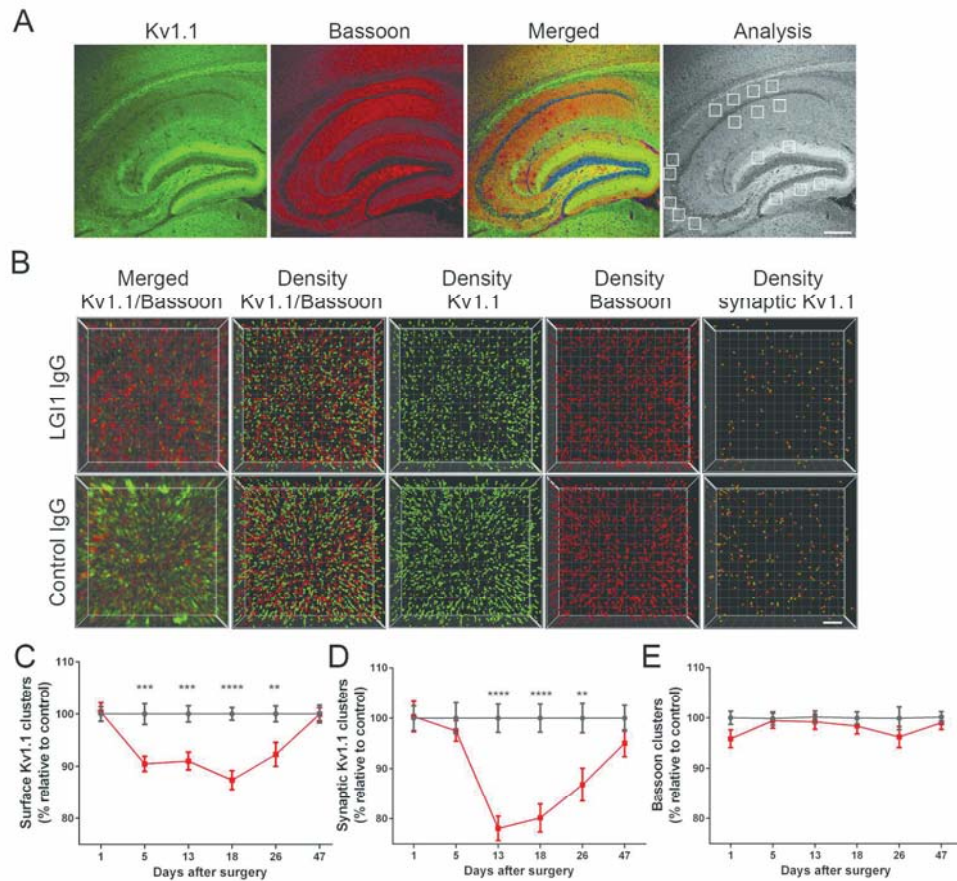 A
Kv1.1 Bassoon Merged Analysis
B
Merged Density Density Density Density
Kv1.1/Bassoon Kv1.1/Bassoon Kv1.1 Bassoon synaptic Kv1.1
LGI1 IgG
Control IgG
C
Surface Kv1.1 clusters
(% relative to control)
110
100
90
80
*** *** **** **
1 5 13 18 26 47
Days after surgery
D
Synaptic Kv1.1 clusters
(% relative to control)
110
100
90
80
**** **** **
1 5 13 18 26 47
Days after surgery
E
Bassoon clusters
(% relative to control)
110
100
90
80
1 5 13 18 26 47
Days after surgery